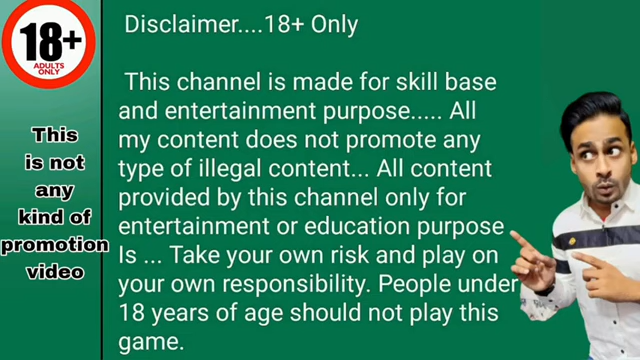 18+
ADULTS
ONLY
This
is not
any
kind of
promotion
video
Disclaimer....18+ Only
This channel is made for skill base
and entertainment purpose..... All
my content does not promote any
type of illegal content... All content
provided by this channel only for
entertainment or education purpose
Is ... Take your own risk and play on
your own responsibility. People under
18 years of age should not play this
game.